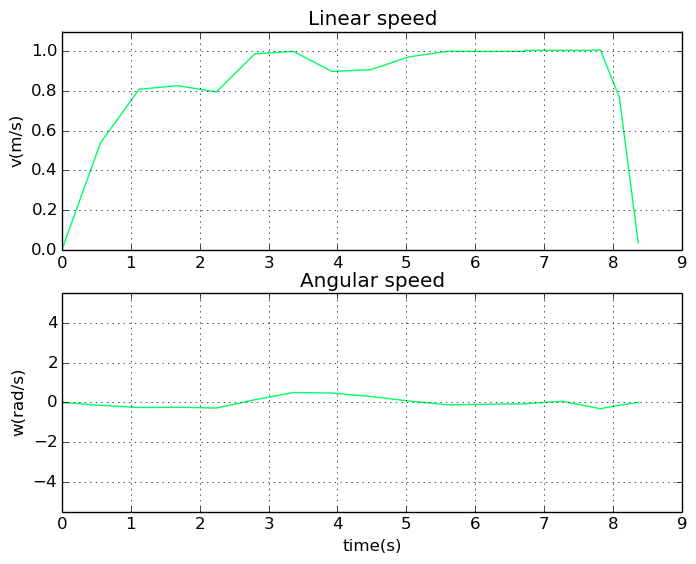 Linear speed
1.0
0.8
0.6
0.4
0.2
0.0
v(m/s)
0 1 2 3 4 5 6 7 8 9
Angular speed
4
2
0
−2
−4
w(rad/s)
0 1 2 3 4 5 6 7 8 9
time(s)